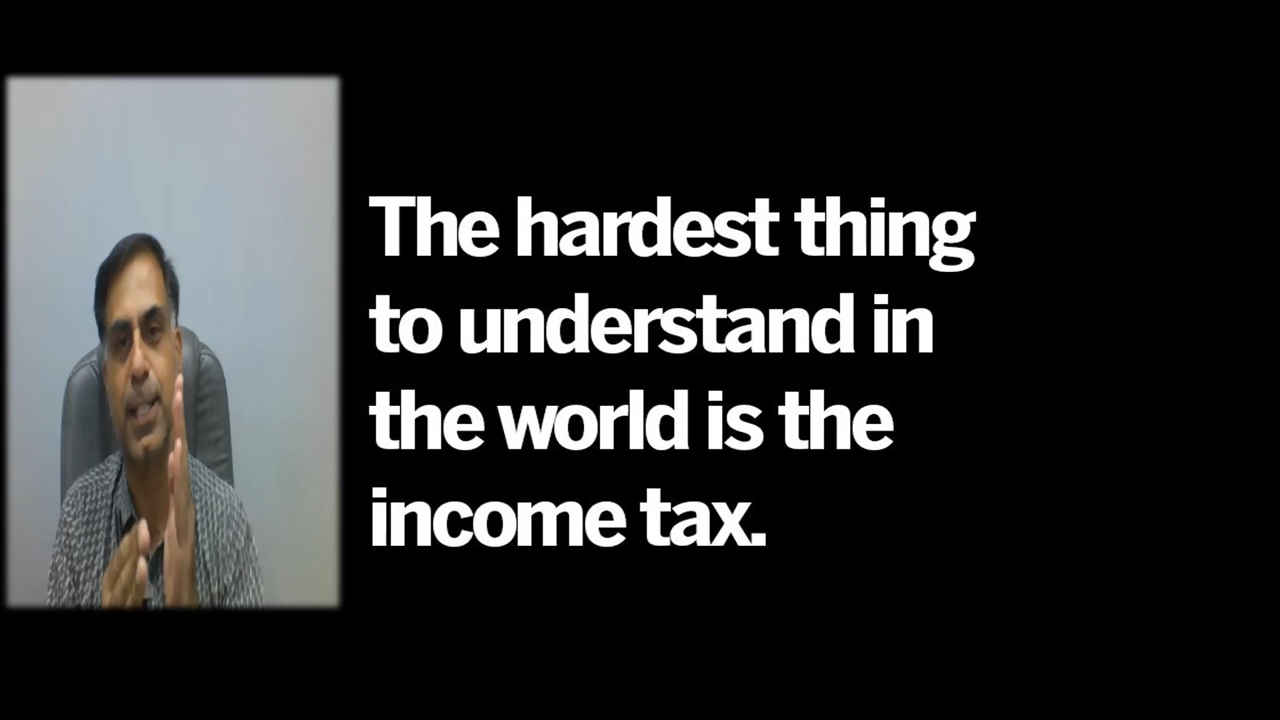 The hardest thing
to understand in
the world is the
income tax.